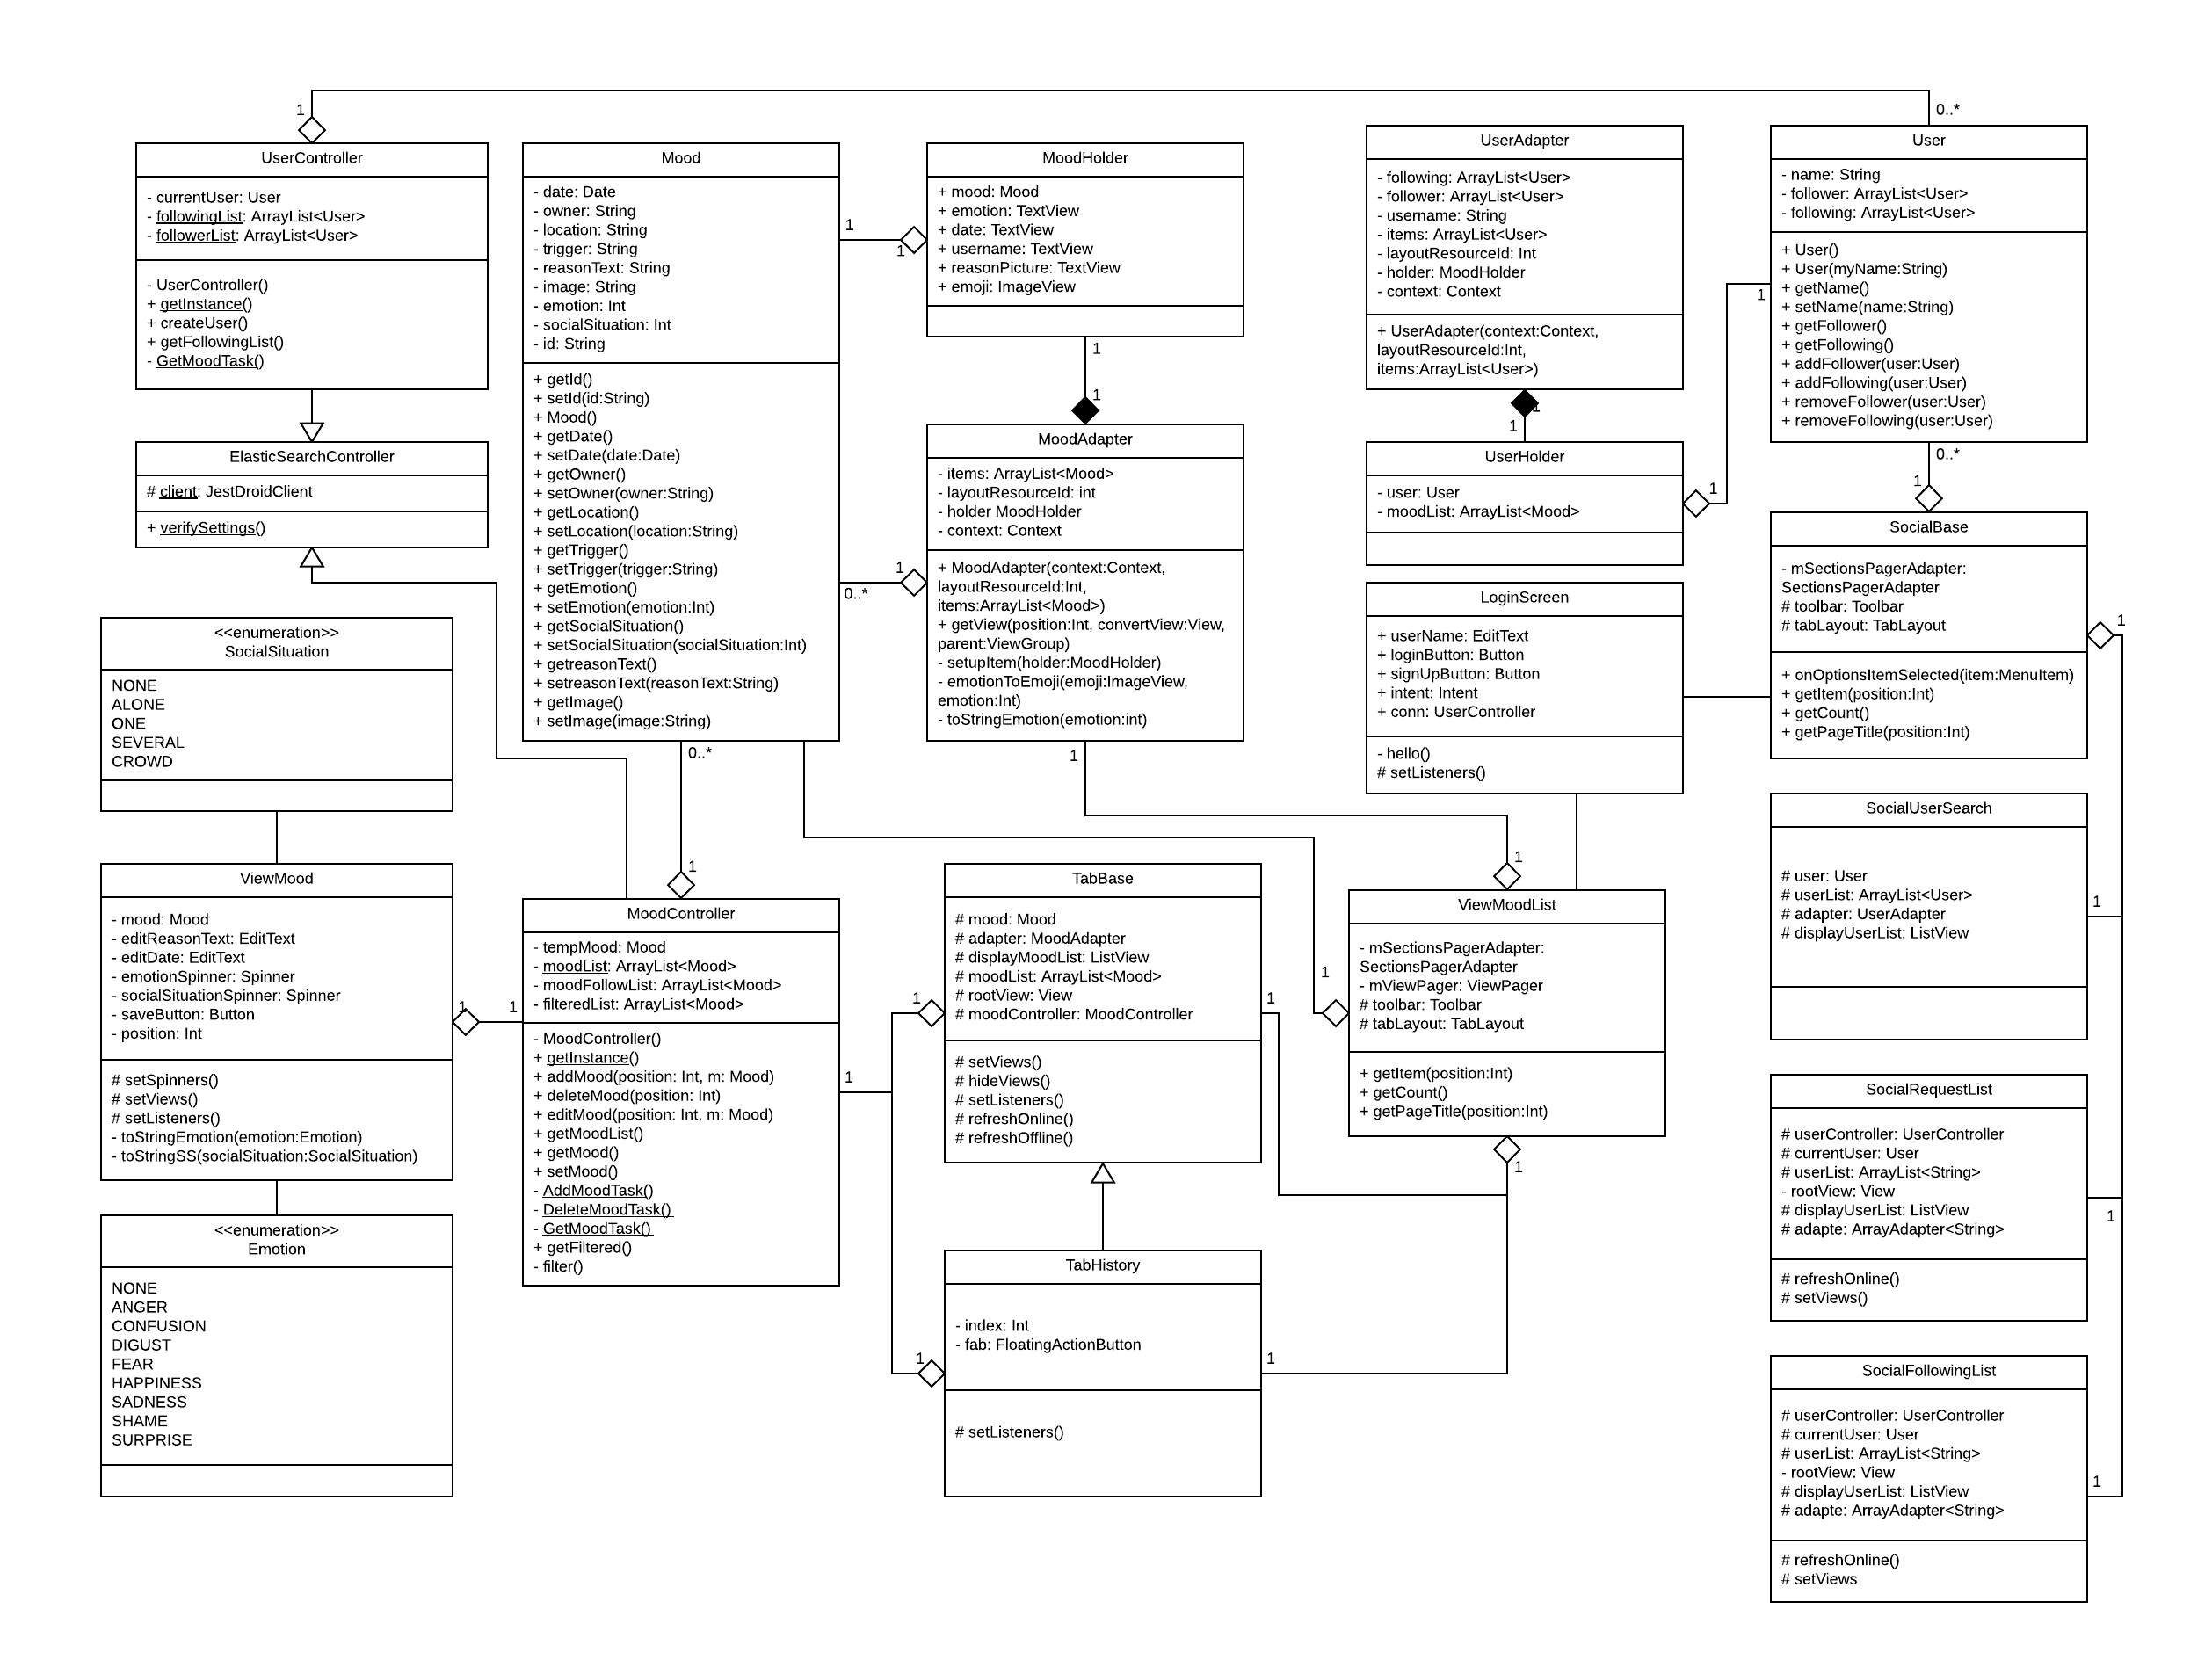 1
0..*
UserController
- currentUser: User
- followingList: ArrayList<User>
- followerList: ArrayList<User>
- UserController()
+ getInstance()
+ createUser()
+ getFollowingList()
- GetMoodTask()
ElasticSearchController
# client: JestDroidClient
+ verifySettings()
<<enumeration>>
SocialSituation
NONE
ALONE
ONE
SEVERAL
CROWD
ViewMood
- mood: Mood
- editReasonText: EditText
- editDate: EditText
- emotionSpinner: Spinner
- socialSituationSpinner: Spinner
- saveButton: Button
- position: Int
# setSpinners()
# setViews()
# setListeners()
- toStringEmotion(emotion:Emotion)
- toStringSS(socialSituation:SocialSituation)
1
1
<<enumeration>>
Emotion
NONE
ANGER
CONFUSION
DIGUST
FEAR
HAPPINESS
SADNESS
SHAME
SURPRISE
Mood
- date: Date
- owner: String
- location: String
- trigger: String
- reasonText: String
- image: String
- emotion: Int
- socialSituation: Int
- id: String
+ getId()
+ setId(id:String)
+ Mood()
+ getDate()
+ setDate(date:Date)
+ getOwner()
+ setOwner(owner:String)
+ getLocation()
+ setLocation(location:String)
+ getTrigger()
+ setTrigger(trigger:String)
+ getEmotion()
+ setEmotion(emotion:Int)
+ getSocialSituation()
+ setSocialSituation(socialSituation:Int)
+ getreasonText()
+ setreasonText(reasonText:String)
+ getImage()
+ setImage(image:String)
1
1
1
0..*
0..*
1
MoodController
- tempMood: Mood
- moodList: ArrayList<Mood>
- moodFollowList: ArrayList<Mood>
- filteredList: ArrayList<Mood>
- MoodController()
+ getInstance()
+ addMood(position: Int, m: Mood)
+ deleteMood(position: Int)
+ editMood(position: Int, m: Mood)
+ getMoodList()
+ getMood()
+ setMood()
- AddMoodTask()
- DeleteMoodTask()
- GetMoodTask()
+ getFiltered()
- filter()
1
1
1
MoodHolder
+ mood: Mood
+ emotion: TextView
+ date: TextView
+ username: TextView
+ reasonPicture: TextView
+ emoji: ImageView
1
1
MoodAdapter
- items: ArrayList<Mood>
- layoutResourceId: int
- holder MoodHolder
- context: Context
+ MoodAdapter(context:Context,
layoutResourceId:Int,
items:ArrayList<Mood>)
+ getView(position:Int, convertView:View,
parent:ViewGroup)
- setupItem(holder:MoodHolder)
- emotionToEmoji(emoji:ImageView,
emotion:Int)
- toStringEmotion(emotion:int)
1
TabBase
# mood: Mood
# adapter: MoodAdapter
# displayMoodList: ListView
# moodList: ArrayList<Mood>
# rootView: View
# moodController: MoodController
# setViews()
# hideViews()
# setListeners()
# refreshOnline()
# refreshOffline()
1
TabHistory
- index: Int
- fab: FloatingActionButton
# setListeners()
1
UserAdapter
- following: ArrayList<User>
- follower: ArrayList<User>
- username: String
- items: ArrayList<User>
- layoutResourceId: Int
- holder: MoodHolder
- context: Context
+ UserAdapter(context:Context,
layoutResourceId:Int,
items:ArrayList<User>)
1
1
UserHolder
- user: User
- moodList: ArrayList<Mood>
1
1
LoginScreen
+ userName: EditText
+ loginButton: Button
+ signUpButton: Button
+ intent: Intent
+ conn: UserController
- hello()
# setListeners()
1
1
ViewMoodList
- mSectionsPagerAdapter:
SectionsPagerAdapter
- mViewPager: ViewPager
# toolbar: Toolbar
# tabLayout: TabLayout
+ getItem(position:Int)
+ getCount()
+ getPageTitle(position:Int)
1
User
- name: String
- follower: ArrayList<User>
- following: ArrayList<User>
+ User()
+ User(myName:String)
+ getName()
+ setName(name:String)
+ getFollower()
+ getFollowing()
+ addFollower(user:User)
+ addFollowing(user:User)
+ removeFollower(user:User)
+ removeFollowing(user:User)
0..*
1
SocialBase
- mSectionsPagerAdapter:
SectionsPagerAdapter
# toolbar: Toolbar
# tabLayout: TabLayout
+ onOptionsItemSelected(item:MenuItem)
+ getItem(position:Int)
+ getCount()
+ getPageTitle(position:Int)
1
SocialUserSearch
# user: User
# userList: ArrayList<User>
# adapter: UserAdapter
# displayUserList: ListView
1
SocialRequestList
# userController: UserController
# currentUser: User
# userList: ArrayList<String>
- rootView: View
# displayUserList: ListView
# adapte: ArrayAdapter<String>
# refreshOnline()
# setViews()
1
SocialFollowingList
# userController: UserController
# currentUser: User
# userList: ArrayList<String>
- rootView: View
# displayUserList: ListView
# adapte: ArrayAdapter<String>
# refreshOnline()
# setViews
1